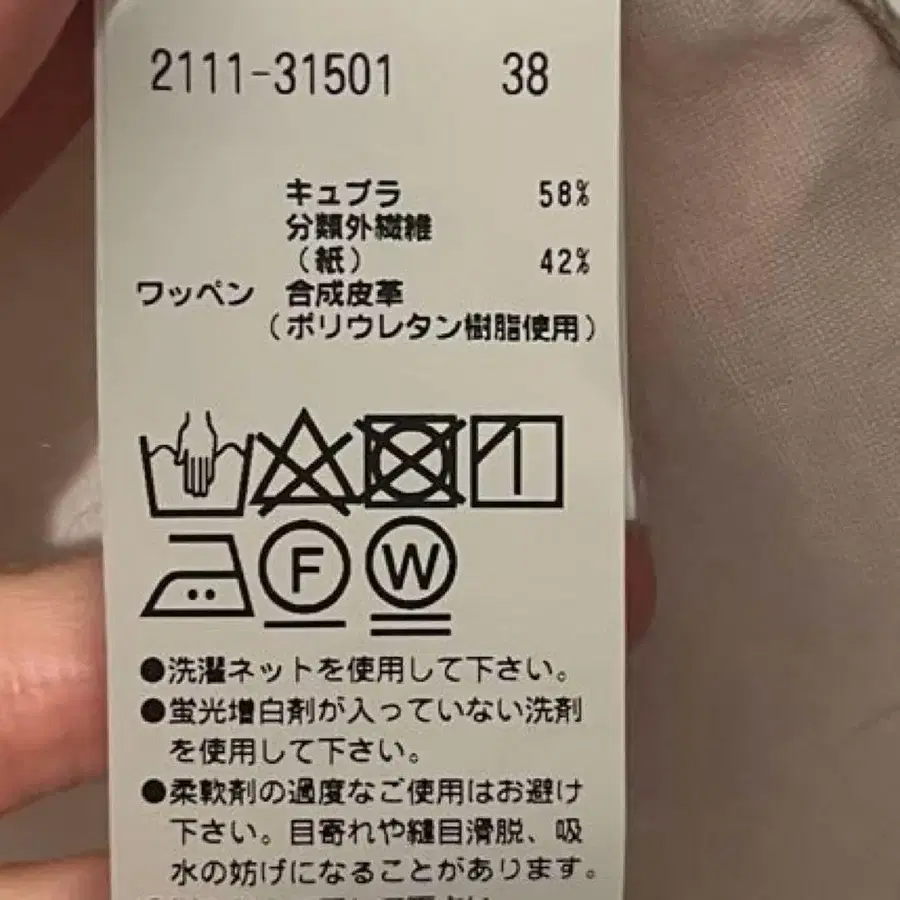 2111-31501 38
キュプラ 58%
分類外繊維
（紙） 42%
ワッペン 合成皮革
（ポリウレタン樹脂使用）
F W
●洗濯ネットを使用して下さい。
●蛍光増白剤が入っていない洗剤
を使用して下さい。
●柔軟剤の過度なご使用はお避け
下さい。目寄れや縫目滑脱、吸
水の妨げになることがあります。